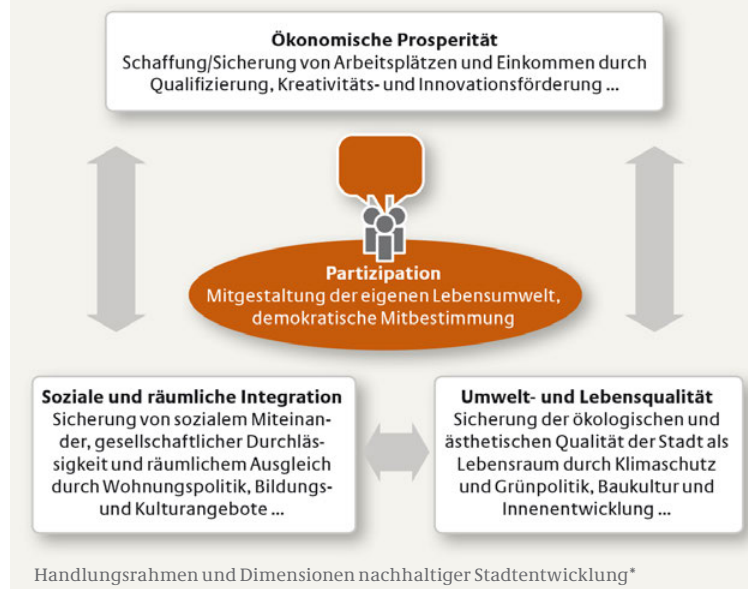 Ökonomische Prosperität
Schaffung/Sicherung von Arbeitsplätzen und Einkommen durch
Qualifizierung, Kreativitäts- und Innovationsförderung ...
Partizipation
Mitgestaltung der eigenen Lebensumwelt,
demokratische Mitbestimmung
Soziale und räumliche Integration
Sicherung von sozialem Miteinan-
der, gesellschaftlicher Durchläs-
sigkeit und räumlichem Ausgleich
durch Wohnungspolitik, Bildungs-
und Kulturangebote ...
Umwelt- und Lebensqualität
Sicherung der ökologischen und
ästhetischen Qualität der Stadt als
Lebensraum durch Klimaschutz
und Grünpolitik, Baukultur und
Innenentwicklung ...
Handlungsrahmen und Dimensionen nachhaltiger Stadtentwicklung*